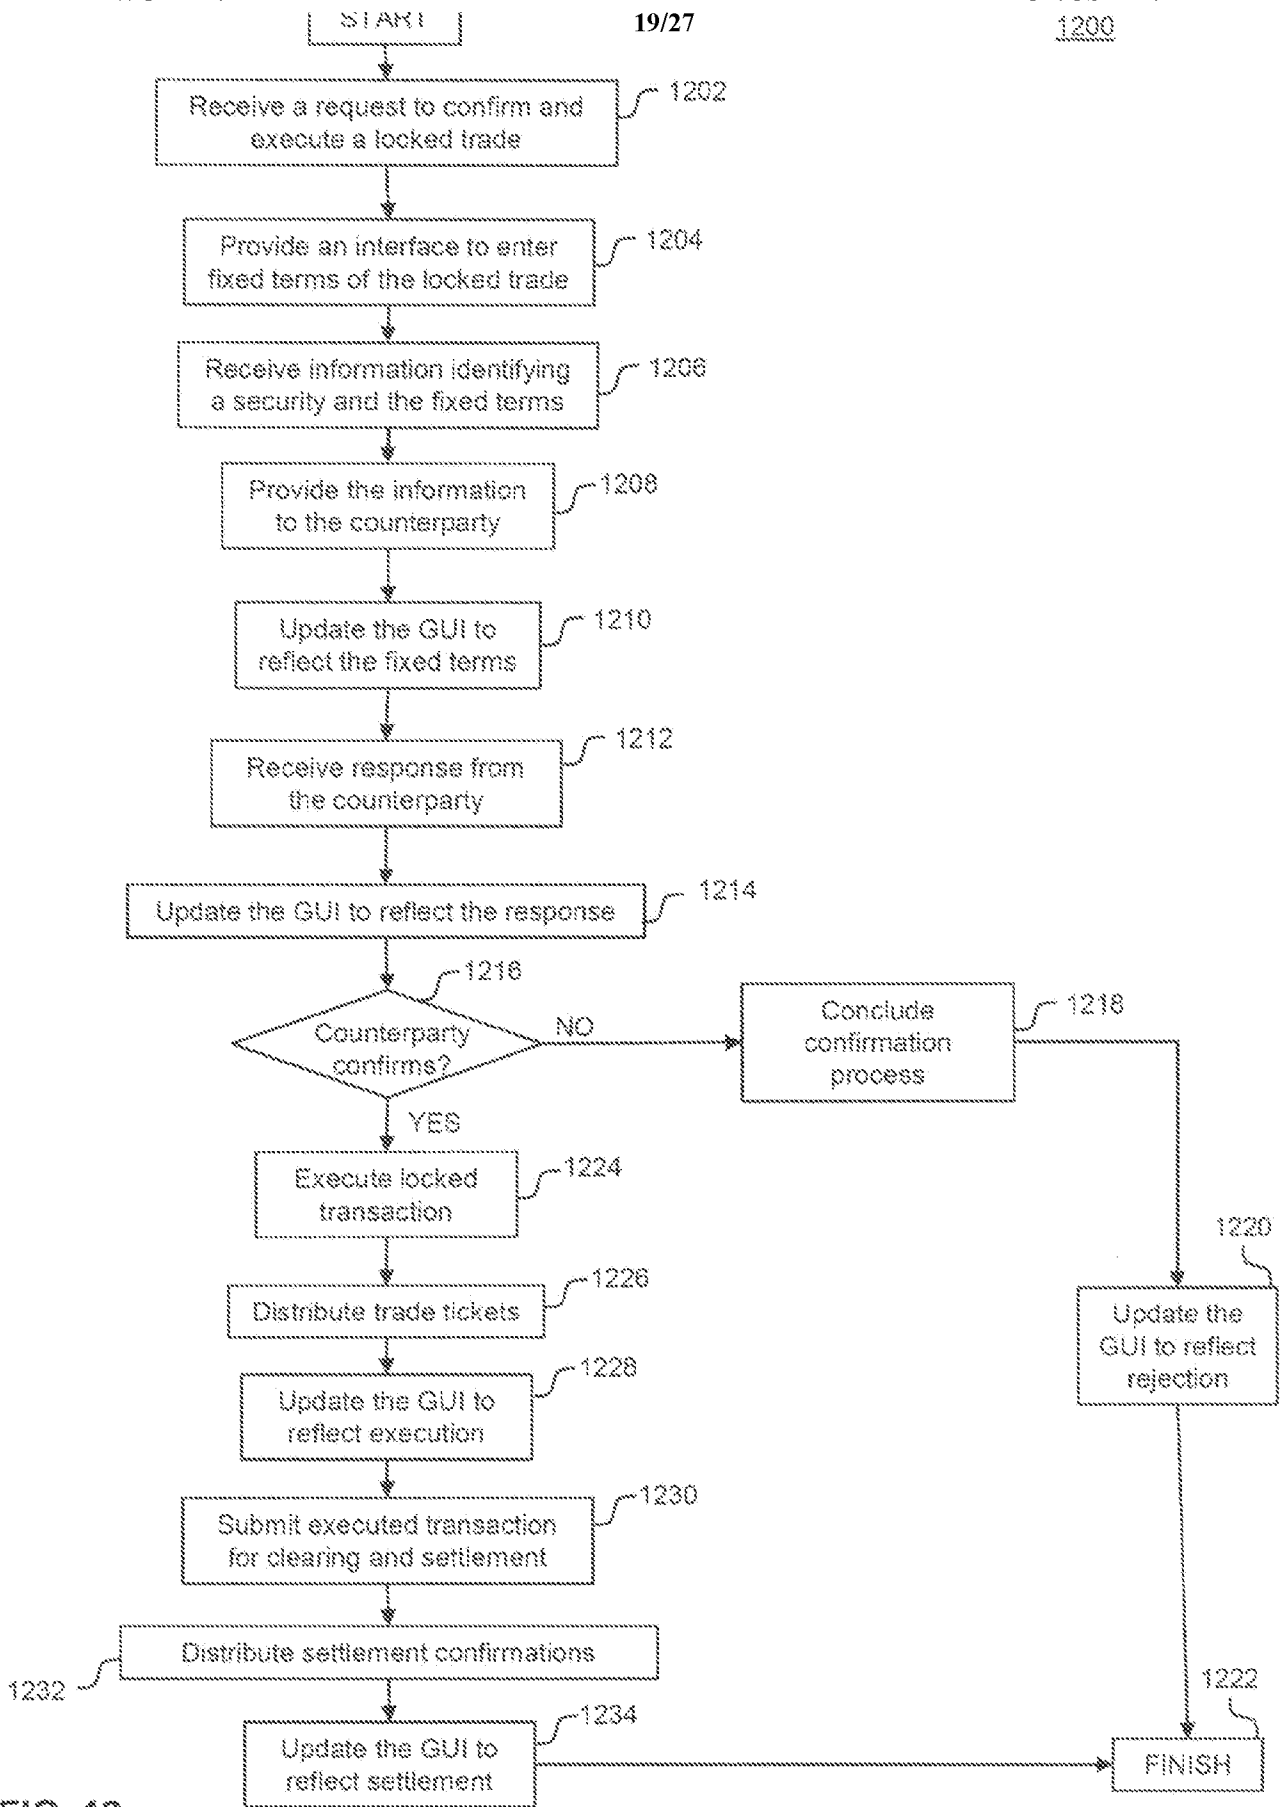 19/27
START
1200
Receive a request to confirm and
execute a locked trade
1202
Provide an interface to enter
fixed terms of the locked trade
1204
Receive information identifying
a security and the fixed terms
1206
Provide the information
to the counterparty
1208
Update the GUI to
reflect the fixed terms
1210
Receive response from
the counterparty
1212
Update the GUI to reflect the response
1214
1216
Counterparty
confirms?
NO
Conclude
confirmation
process
1218
YES
Execute locked
transaction
1224
1220
Update the
GUI to reflect
rejection
Distribute trade tickets
1226
Update the GUI to
reflect execution
1228
Submit executed transaction
for clearing and settlement
1230
Distribute settlement confirmations
1232
Update the GUI to
reflect settlement
1234
1222
FINISH